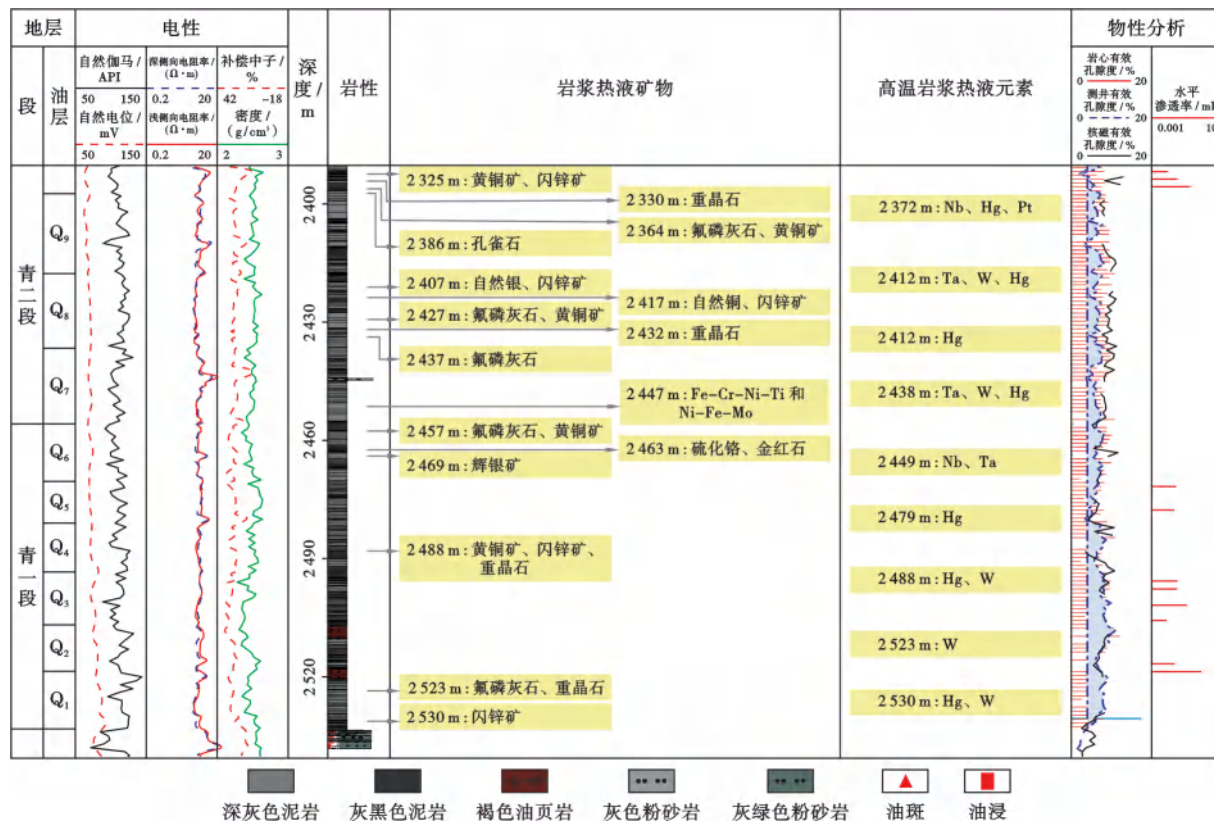 地层
电性
深度/m
岩性
岩浆热液矿物
高温岩浆热液元素
物性分析
段
油层
自然伽马/API
50 150
自然电位/mV
50 150
深侧向电阻率/(Ω·m)
0.2 20
浅侧向电阻率/(Ω·m)
0.2 20
补偿中子/%
42 -18
密度/(g/cm³)
2 3
岩心有效孔隙度/%
0 20
测井有效孔隙度/%
0 20
核磁有效孔隙度/%
0 20
水平渗透率/mD
0.001 10
青二段
青一段
Q₉
Q₈
Q₇
Q₆
Q₅
Q₄
Q₃
Q₂
Q₁
2 400
2 430
2 460
2 490
2 520
2 325 m:黄铜矿、闪锌矿
2 330 m:重晶石
2 364 m:氟磷灰石、黄铜矿
2 386 m:孔雀石
2 407 m:自然银、闪锌矿
2 417 m:自然铜、闪锌矿
2 427 m:氟磷灰石、黄铜矿
2 432 m:重晶石
2 437 m:氟磷灰石
2 447 m:Fe-Cr-Ni-Ti 和
Ni-Fe-Mo
2 457 m:氟磷灰石、黄铜矿
2 463 m:硫化铬、金红石
2 469 m:辉银矿
2 488 m:黄铜矿、闪锌矿、
重晶石
2 523 m:氟磷灰石、重晶石
2 530 m:闪锌矿
2 372 m:Nb、Hg、Pt
2 412 m:Ta、W、Hg
2 412 m:Hg
2 438 m:Ta、W、Hg
2 449 m:Nb、Ta
2 479 m:Hg
2 488 m:Hg、W
2 523 m:W
2 530 m:Hg、W
深灰色泥岩
灰黑色泥岩
褐色油页岩
灰色粉砂岩
灰绿色粉砂岩
油斑
油浸